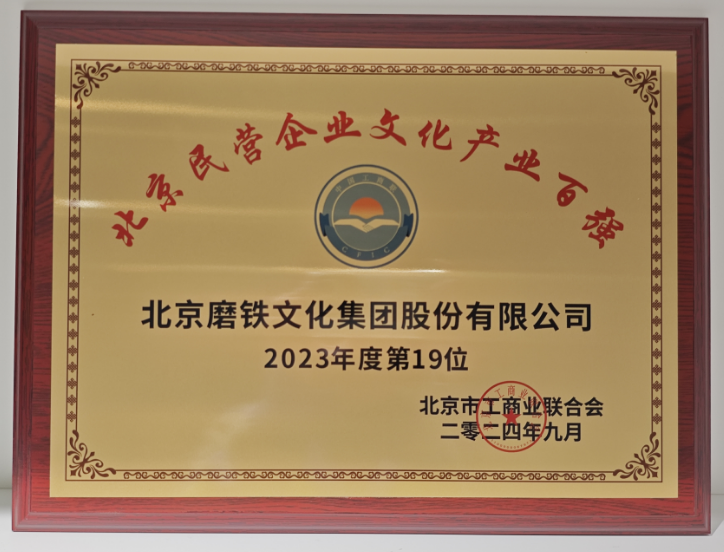 北京民营企业文化产业百强
CFIC
北京磨铁文化集团股份有限公司
2023年度第19位
北京市工商业联合会
二零二四年九月